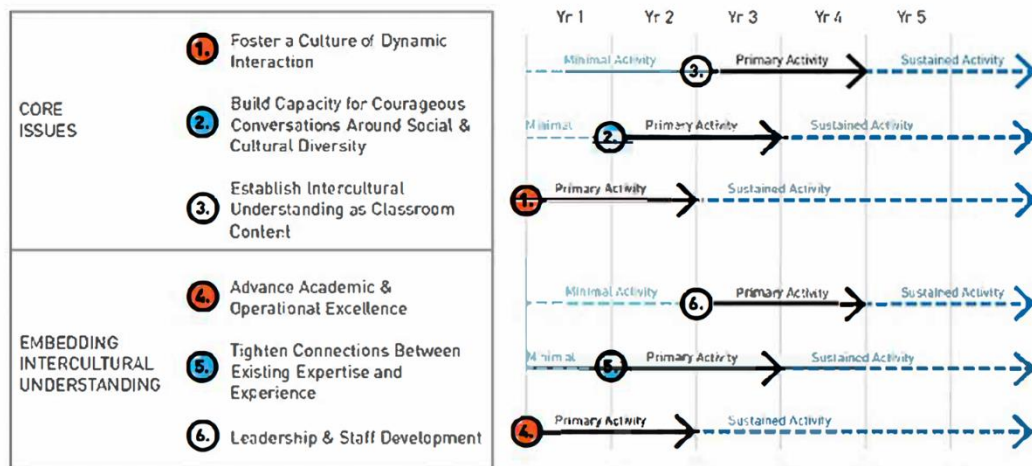 Yr 1 Yr 2 Yr 3 Yr 4 Yr 5
CORE
ISSUES
1. Foster a Culture of Dynamic
Interaction
2. Build Capacity for Courageous
Conversations Around Social &
Cultural Diversity
3. Establish Intercultural
Understanding as Classroom
Content
Minimal Activity 3. Primary Activity Sustained Activity
Minimal 2. Primary Activity Sustained Activity
1. Primary Activity Sustained Activity
EMBEDDING
INTERCULTURAL
UNDERSTANDING
4. Advance Academic &
Operational Excellence
5. Tighten Connections Between
Existing Expertise and
Experience
6. Leadership & Staff Development
Minimal Activity 6. Primary Activity Sustained Activity
Minimal 5. Primary Activity Sustained Activity
4. Primary Activity Sustained Activity